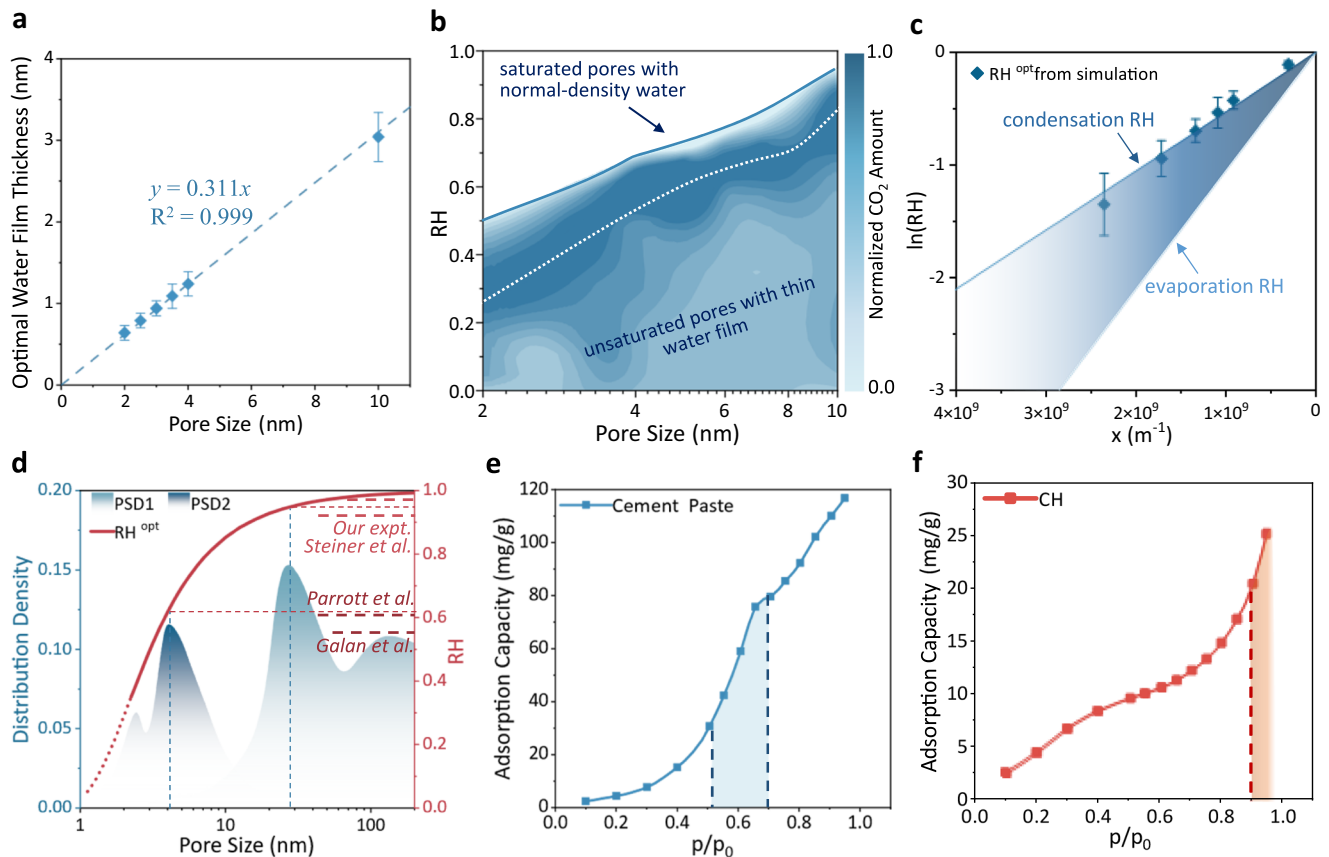 a
Optimal Water Film Thickness (nm)
4
3
2
1
0
y = 0.311x
R² = 0.999
0 2 4 6 8 10
Pore Size (nm)
b
RH
1.0
0.8
0.6
0.4
0.2
0.0
saturated pores with
normal-density water
unsaturated pores with thin
water film
2 4 6 8 10
Pore Size (nm)
1.0
0.0
Normalized CO₂ Amount
c
ln(RH)
0
-1
-2
-3
RH opt from simulation
condensation RH
evaporation RH
4×10⁹ 3×10⁹ 2×10⁹ 1×10⁹ 0
x (m⁻¹)
d
Distribution Density
0.20
0.15
0.10
0.05
0.00
PSD1 PSD2
RH opt
Our expt.
Steiner et al.
Parrott et al.
Galan et al.
1.0
0.8
0.6
0.4
0.2
0.0
RH
1 10 100
Pore Size (nm)
e
Adsorption Capacity (mg/g)
120
100
80
60
40
20
0
Cement Paste
0.0 0.2 0.4 0.6 0.8 1.0
p/p₀
f
Adsorption Capacity (mg/g)
30
25
20
15
10
5
0
CH
0.0 0.2 0.4 0.6 0.8 1.0
p/p₀